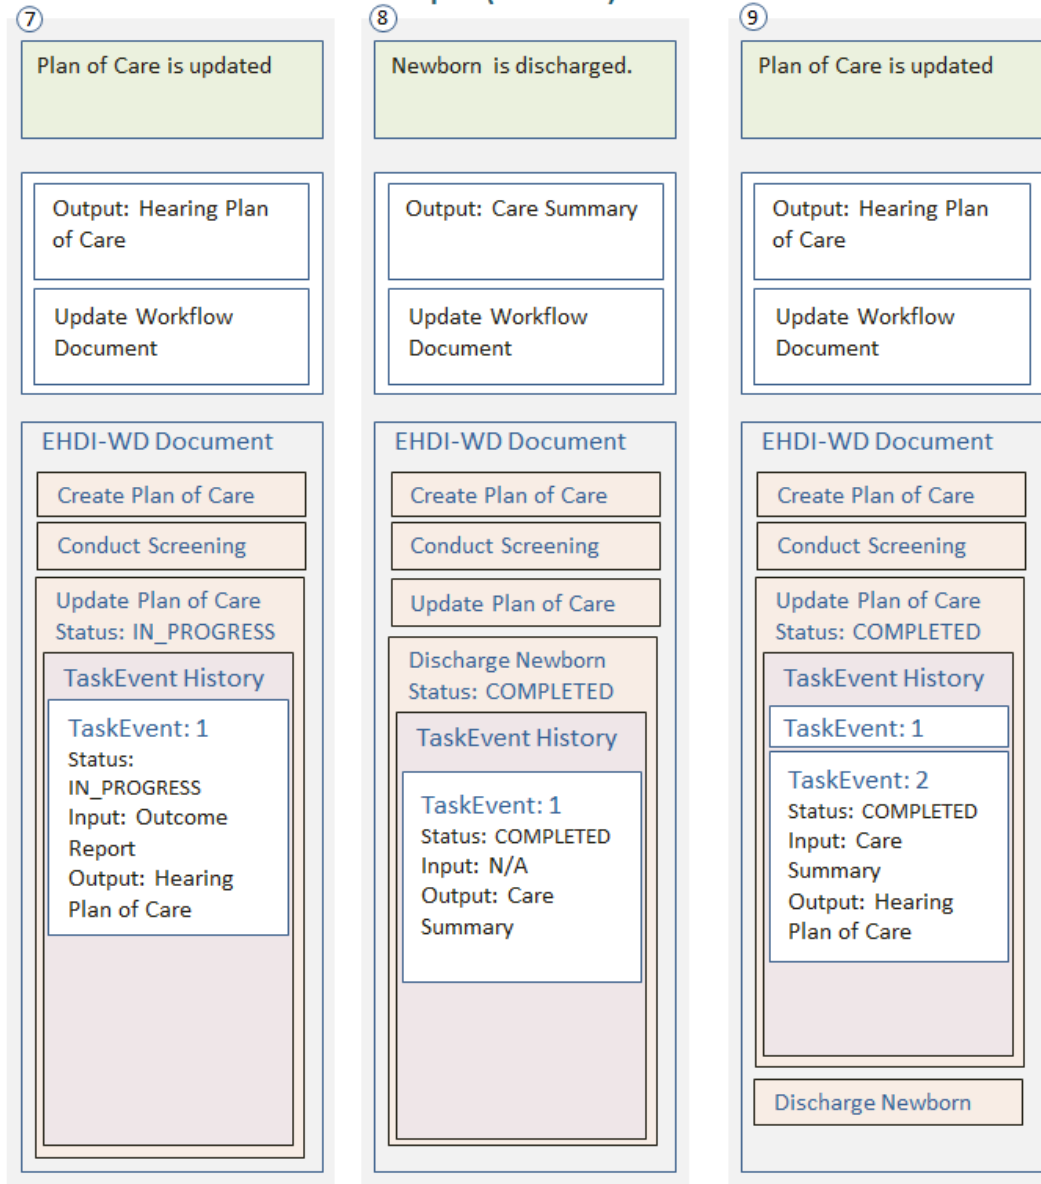 7
Plan of Care is updated
Output: Hearing Plan
of Care
Update Workflow
Document
EHDI-WD Document
Create Plan of Care
Conduct Screening
Update Plan of Care
Status: IN_PROGRESS
TaskEvent History
TaskEvent: 1
Status:
IN_PROGRESS
Input: Outcome
Report
Output: Hearing
Plan of Care
8
Newborn is discharged.
Output: Care Summary
Update Workflow
Document
EHDI-WD Document
Create Plan of Care
Conduct Screening
Update Plan of Care
Discharge Newborn
Status: COMPLETED
TaskEvent History
TaskEvent: 1
Status: COMPLETED
Input: N/A
Output: Care
Summary
9
Plan of Care is updated
Output: Hearing Plan
of Care
Update Workflow
Document
EHDI-WD Document
Create Plan of Care
Conduct Screening
Update Plan of Care
Status: COMPLETED
TaskEvent History
TaskEvent: 1
TaskEvent: 2
Status: COMPLETED
Input: Care
Summary
Output: Hearing
Plan of Care
Discharge Newborn